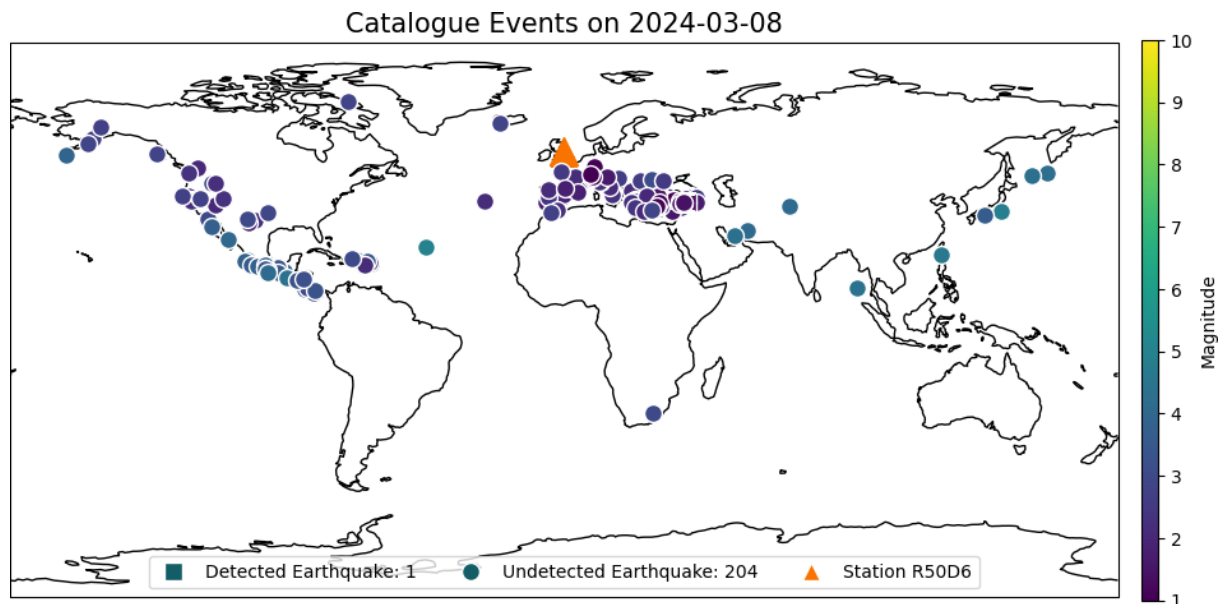 Catalogue Events on 2024-03-08
10
9
8
7
6
5
4
3
2
1
Magnitude
Detected Earthquake: 1
Undetected Earthquake: 204
Station R50D6